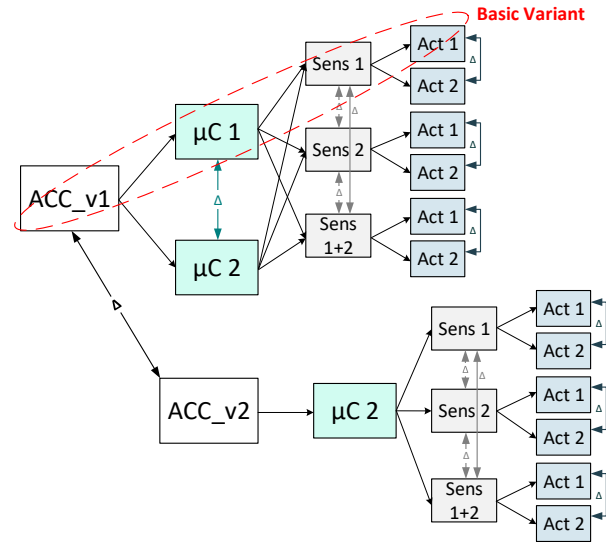 Basic Variant
Sens 1
Act 1
Δ
Act 2
Δ
Δ
µC 1
Sens 2
Act 1
Δ
Act 2
ACC_v1
Δ
Δ
Act 1
µC 2
Sens
1+2
Δ
Act 2
Δ
Sens 1
Act 1
Δ
Act 2
Δ
Δ
ACC_v2
µC 2
Sens 2
Act 1
Δ
Act 2
Δ
Sens
1+2
Act 1
Δ
Act 2